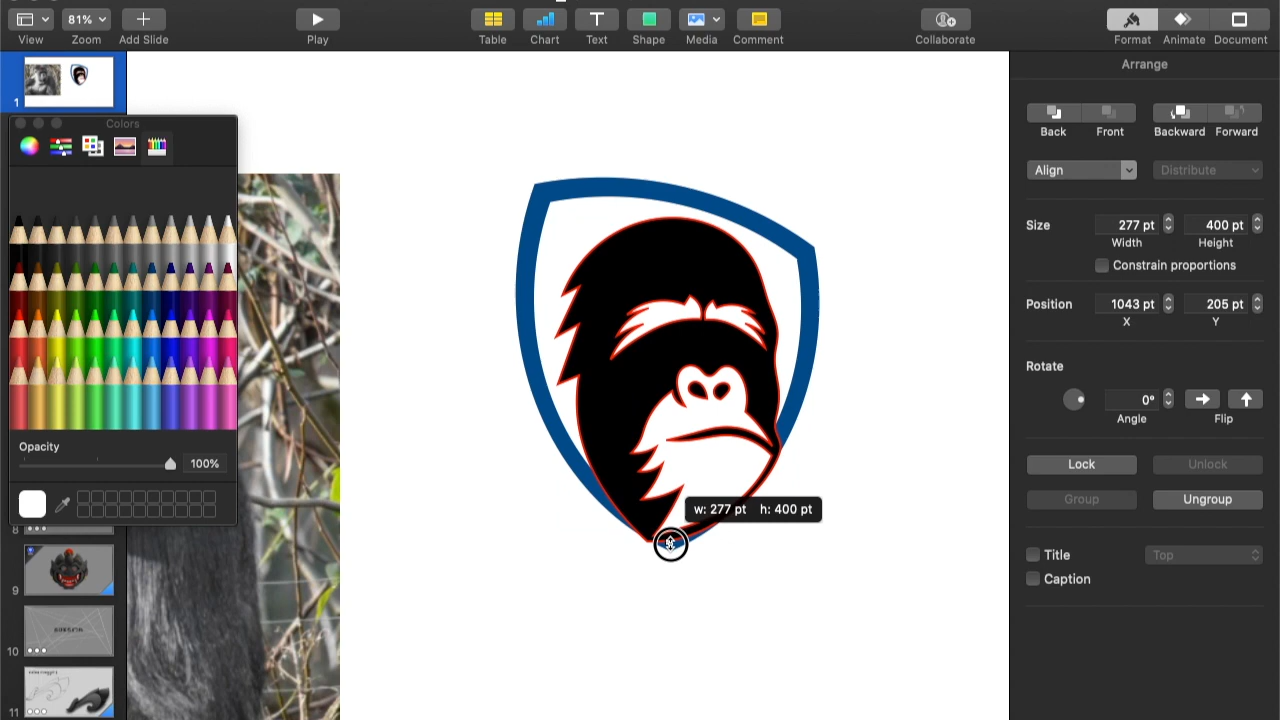 81%
View
Zoom
Add Slide
Play
Table
Chart
Text
Shape
Media
Comment
Collaborate
Format
Animate
Document
Arrange
1
Colors
Back
Front
Backward
Forward
Align
Distribute
Size
277 pt
400 pt
Width
Height
Constrain proportions
Position
1043 pt
205 pt
X
Y
Rotate
0°
Angle
Flip
Opacity
100%
Lock
Unlock
Group
Ungroup
w: 277 pt h: 400 pt
8
Title
Top
Caption
9
10
11